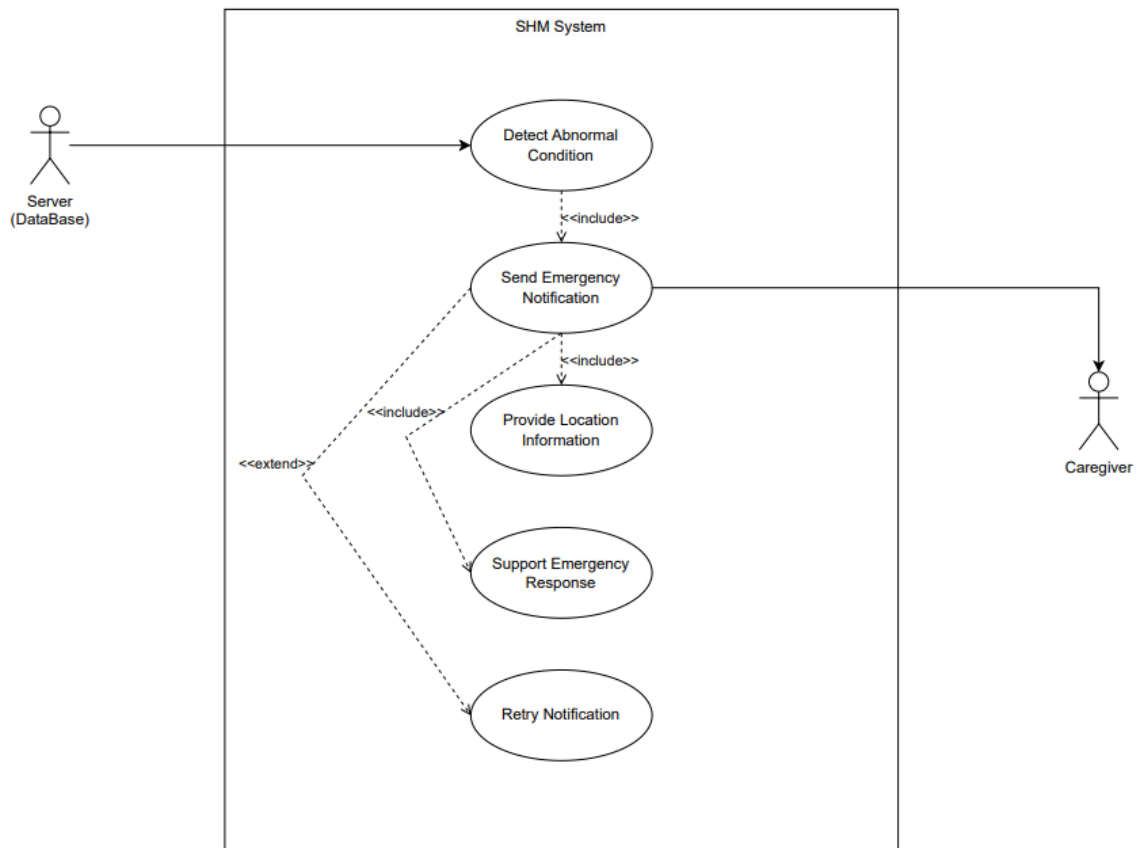 SHM System
Detect Abnormal
Condition
Server
(DataBase)
<<include>>
Send Emergency
Notification
<<include>>
<<include>>
Provide Location
Information
<<extend>>
Caregiver
Support Emergency
Response
Retry Notification